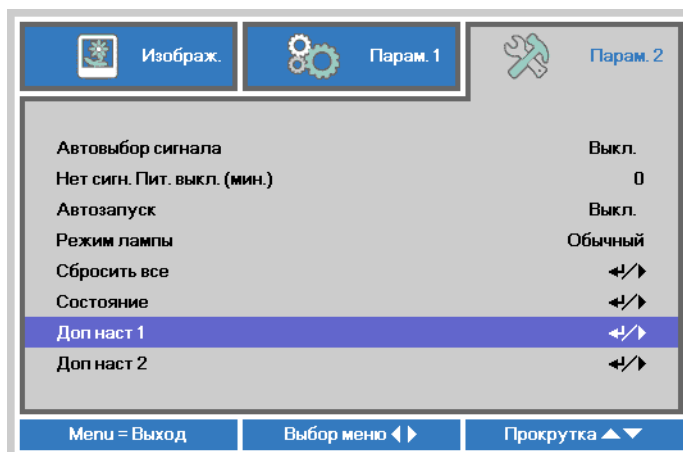 Изображ.
Парам. 1
Парам. 2
Автовыбор сигнала Выкл.
Нет сигн. Пит. выкл. (мин.) 0
Автозапуск Выкл.
Режим лампы Обычный
Сбросить все
Состояние
Доп наст 1
Доп наст 2
Menu = Выход
Выбор меню
Прокрутка